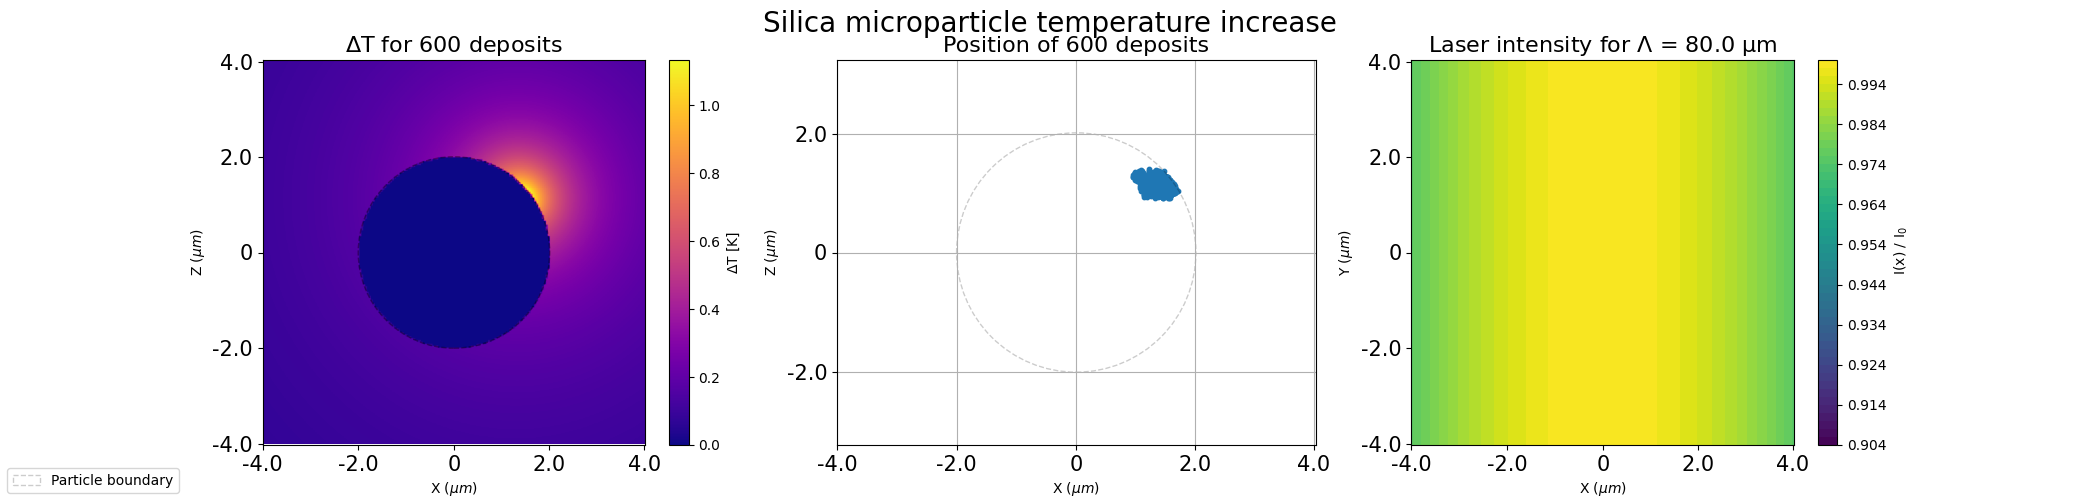 Silica microparticle temperature increase
ΔT for 600 deposits
4.0
2.0
0
-2.0
-4.0
Z (μm)
-4.0 -2.0 0 2.0 4.0
X (μm)
1.0
0.8
0.6
0.4
0.2
0.0
ΔT [K]
Position of 600 deposits
2.0
0
-2.0
Z (μm)
-4.0 -2.0 0 2.0 4.0
X (μm)
Laser intensity for Λ = 80.0 μm
4.0
2.0
0
-2.0
-4.0
Y (μm)
-4.0 -2.0 0 2.0 4.0
X (μm)
0.994
0.984
0.974
0.964
0.954
0.944
0.934
0.924
0.914
0.904
I(x) / I₀
Particle boundary